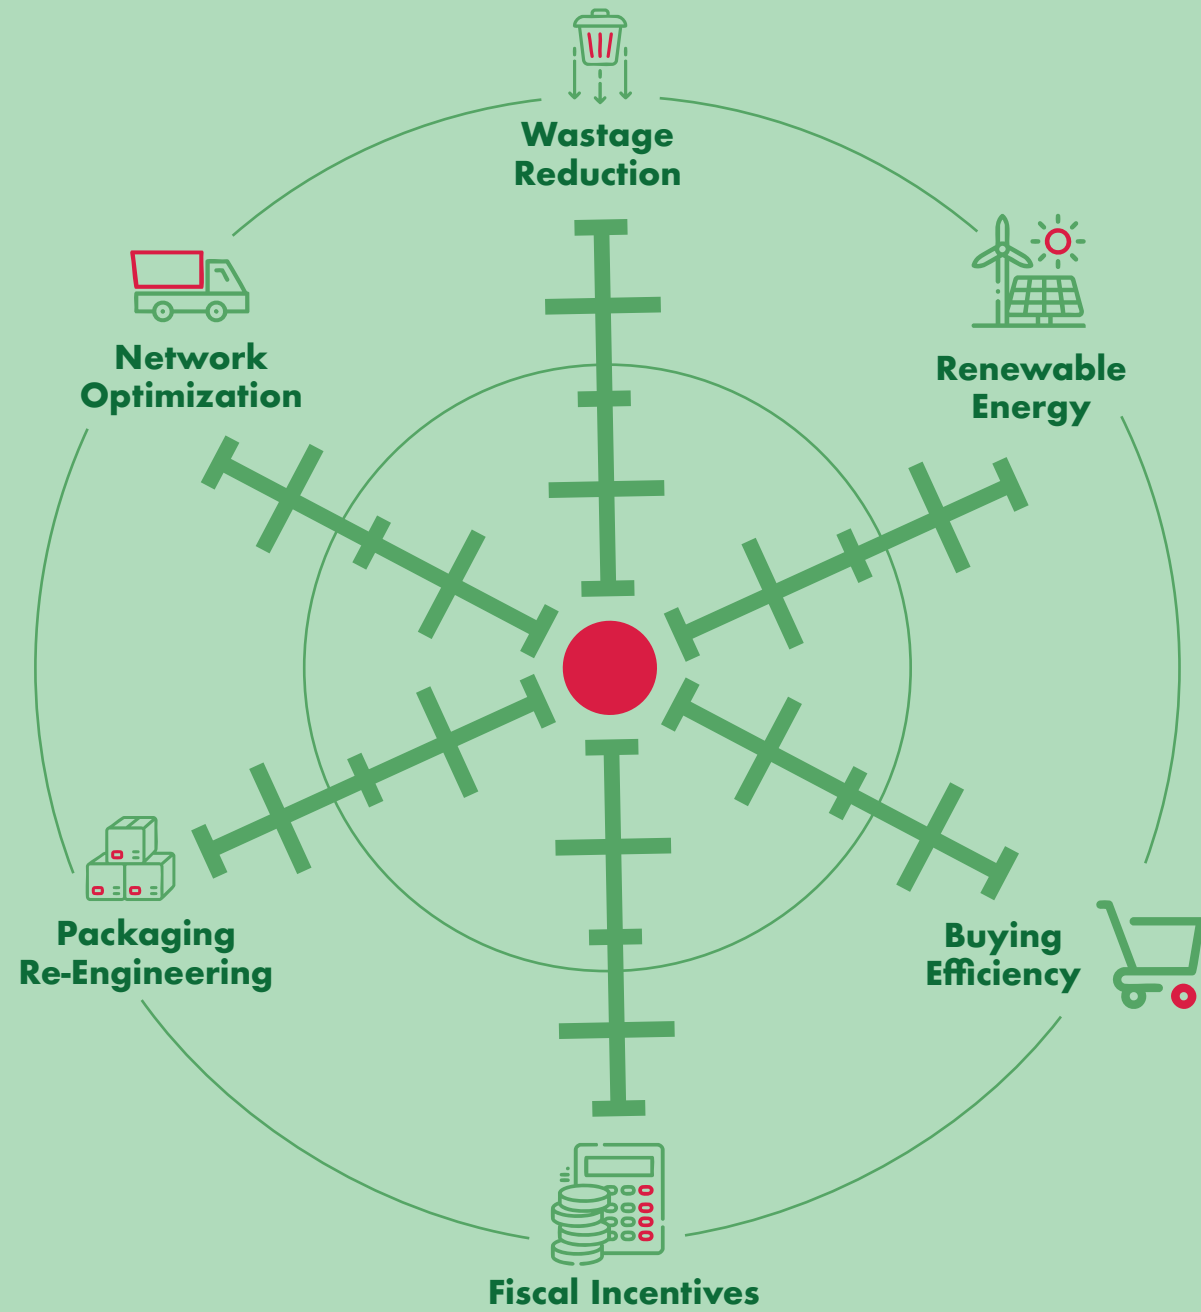 Wastage
Reduction
Network
Optimization
Renewable
Energy
Packaging
Re-Engineering
Buying
Efficiency
Fiscal Incentives